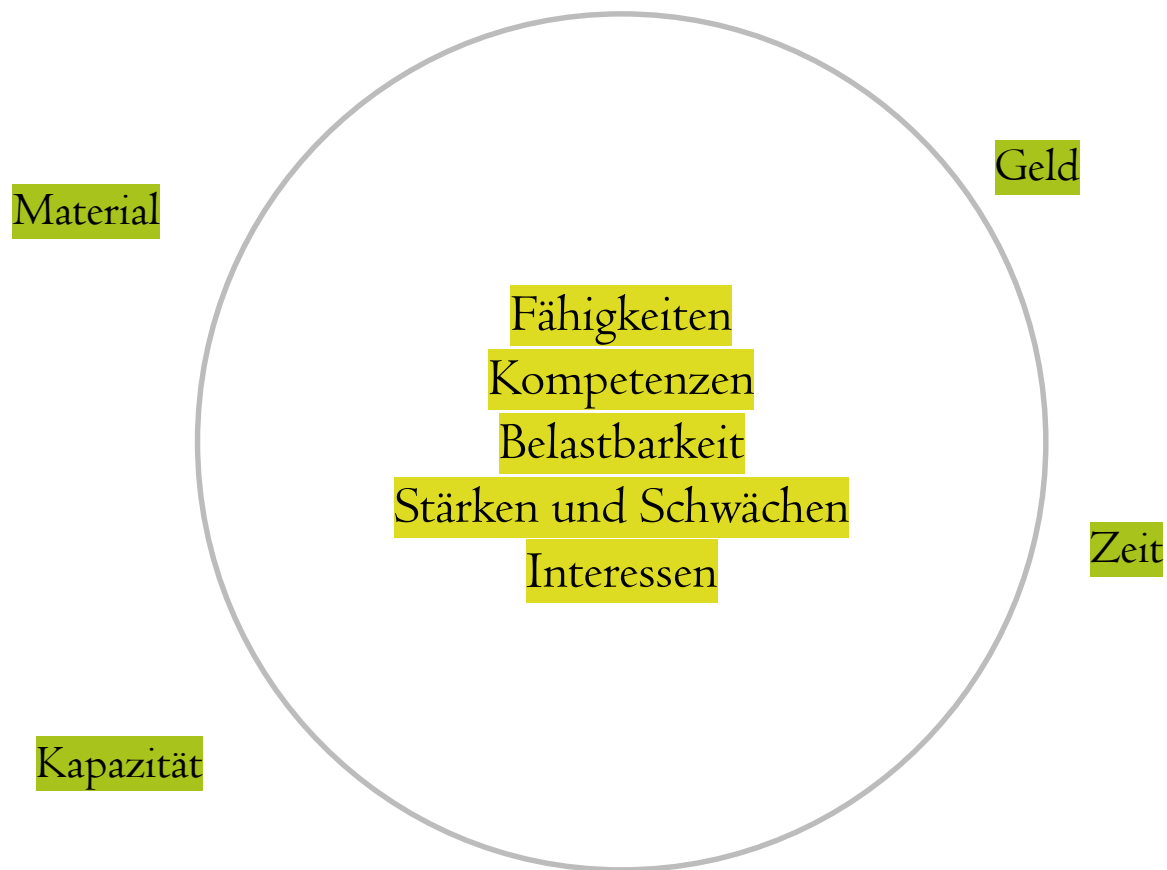 Geld
Material
Fähigkeiten
Kompetenzen
Belastbarkeit
Stärken und Schwächen
Interessen
Zeit
Kapazität